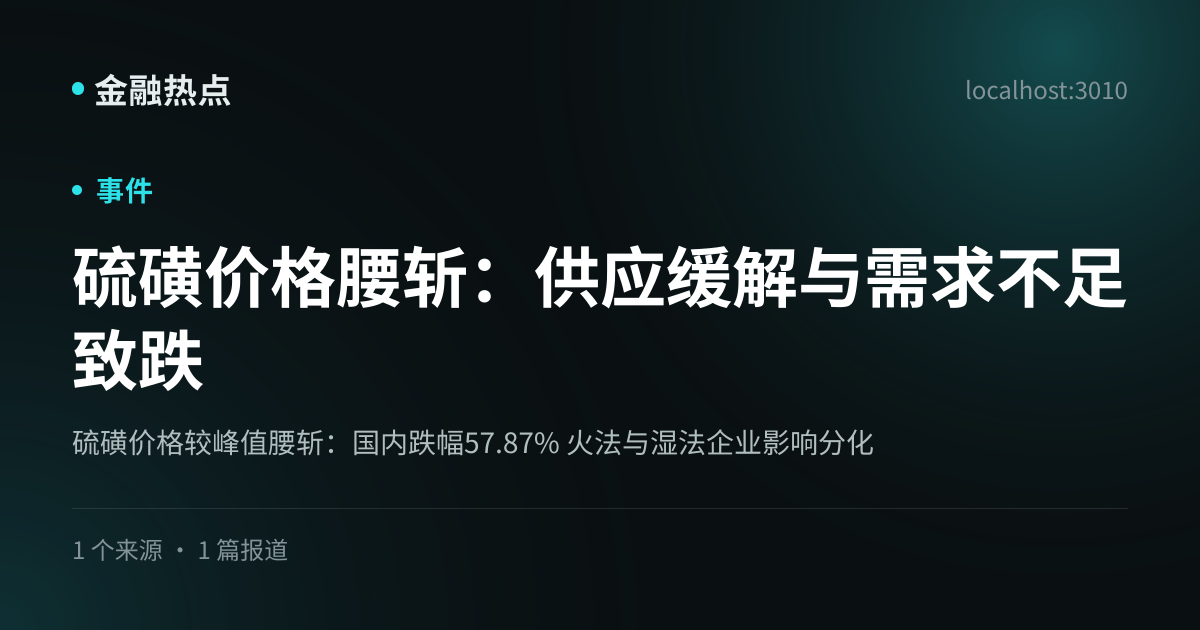 金融热点
localhost:3010
事件
硫磺价格腰斩：供应缓解与需求不足
致跌
硫磺价格较峰值腰斩：国内跌幅57.87% 火法与湿法企业影响分化
1 个来源 · 1 篇报道